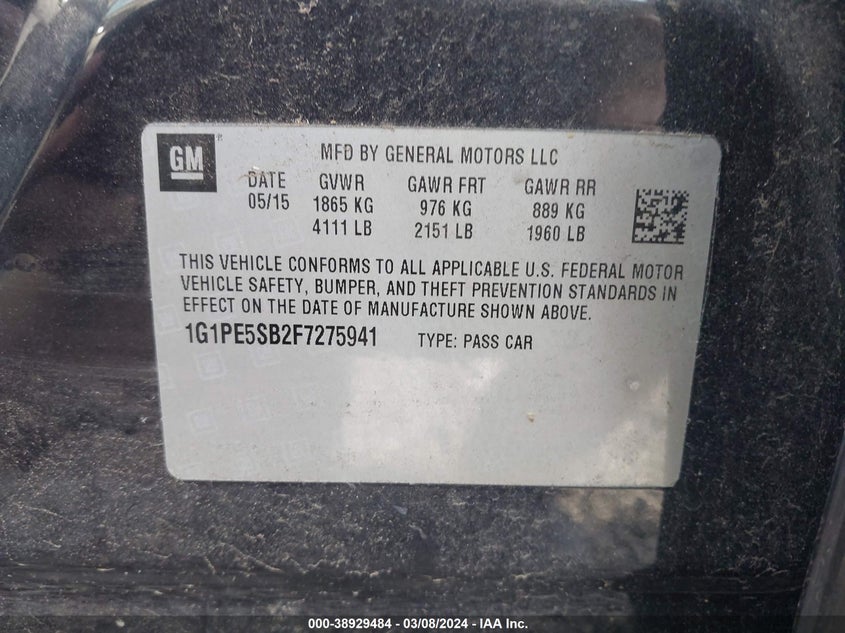 GM ®
MFD BY GENERAL MOTORS LLC
DATE GVWR GAWR FRT GAWR RR
05/15 1865 KG 976 KG 889 KG
4111 LB 2151 LB 1960 LB
THIS VEHICLE CONFORMS TO ALL APPLICABLE U.S. FEDERAL MOTOR
VEHICLE SAFETY, BUMPER, AND THEFT PREVENTION STANDARDS IN
EFFECT ON THE DATE OF MANUFACTURE SHOWN ABOVE.
1G1PE5SB2F7275941 TYPE: PASS CAR
000-38929484 — 03/08/2024 — IAA Inc.